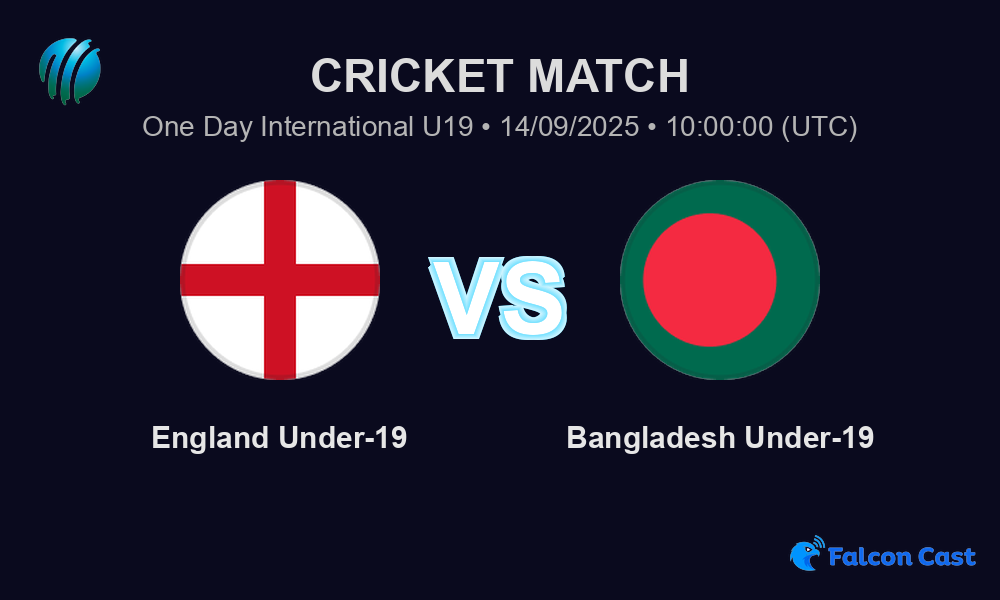 CRICKET MATCH
One Day International U19 • 14/09/2025 • 10:00:00 (UTC)
VS
England Under-19
Bangladesh Under-19
Falcon Cast